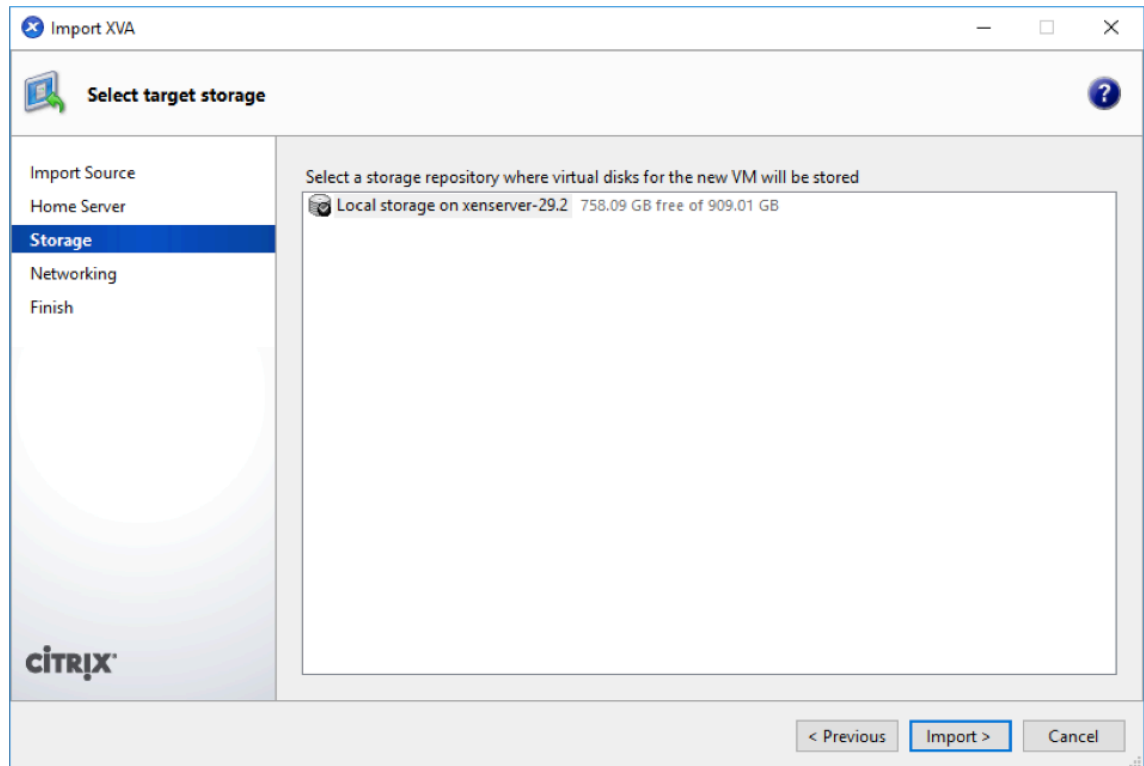 Import XVA
Select target storage
?
Import Source
Home Server
Storage
Networking
Finish
Select a storage repository where virtual disks for the new VM will be stored
Local storage on xenserver-29.2 758.09 GB free of 909.01 GB
CITRIX
< Previous
Import >
Cancel